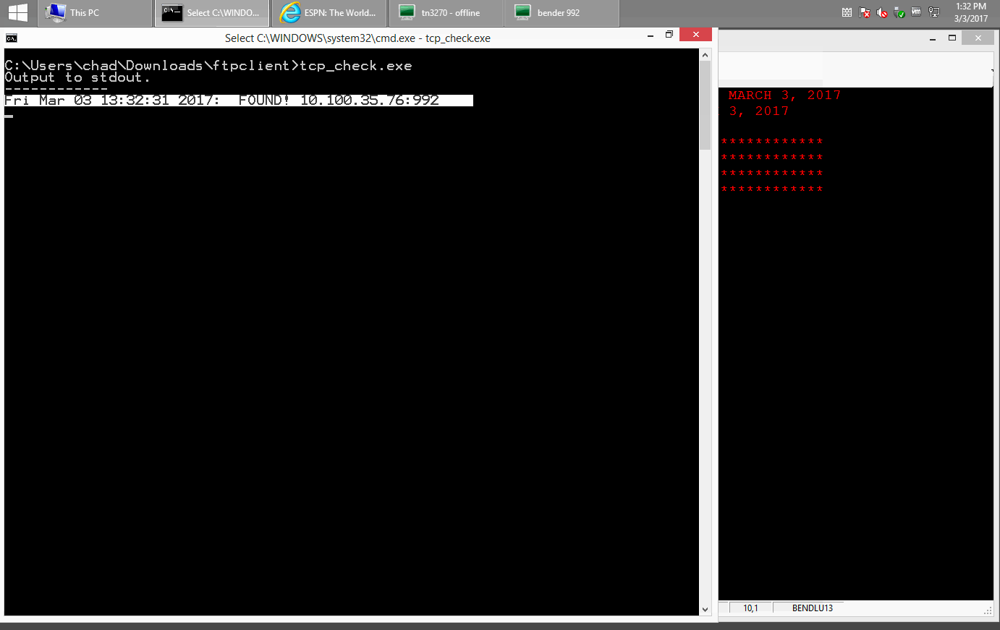 This PC
Select C:\WINDO...
ESPN: The World...
tn3270 - offline
bender 992
1:32 PM
3/3/2017
Select C:\WINDOWS\system32\cmd.exe - tcp_check.exe
C:\Users\chad\Downloads\ftpclient>tcp_check.exe
Output to stdout.
------------
Fri Mar 03 13:32:31 2017:  FOUND! 10.100.35.76:992
MARCH 3, 2017
3, 2017
************
************
************
************
10,1
BENDLU13